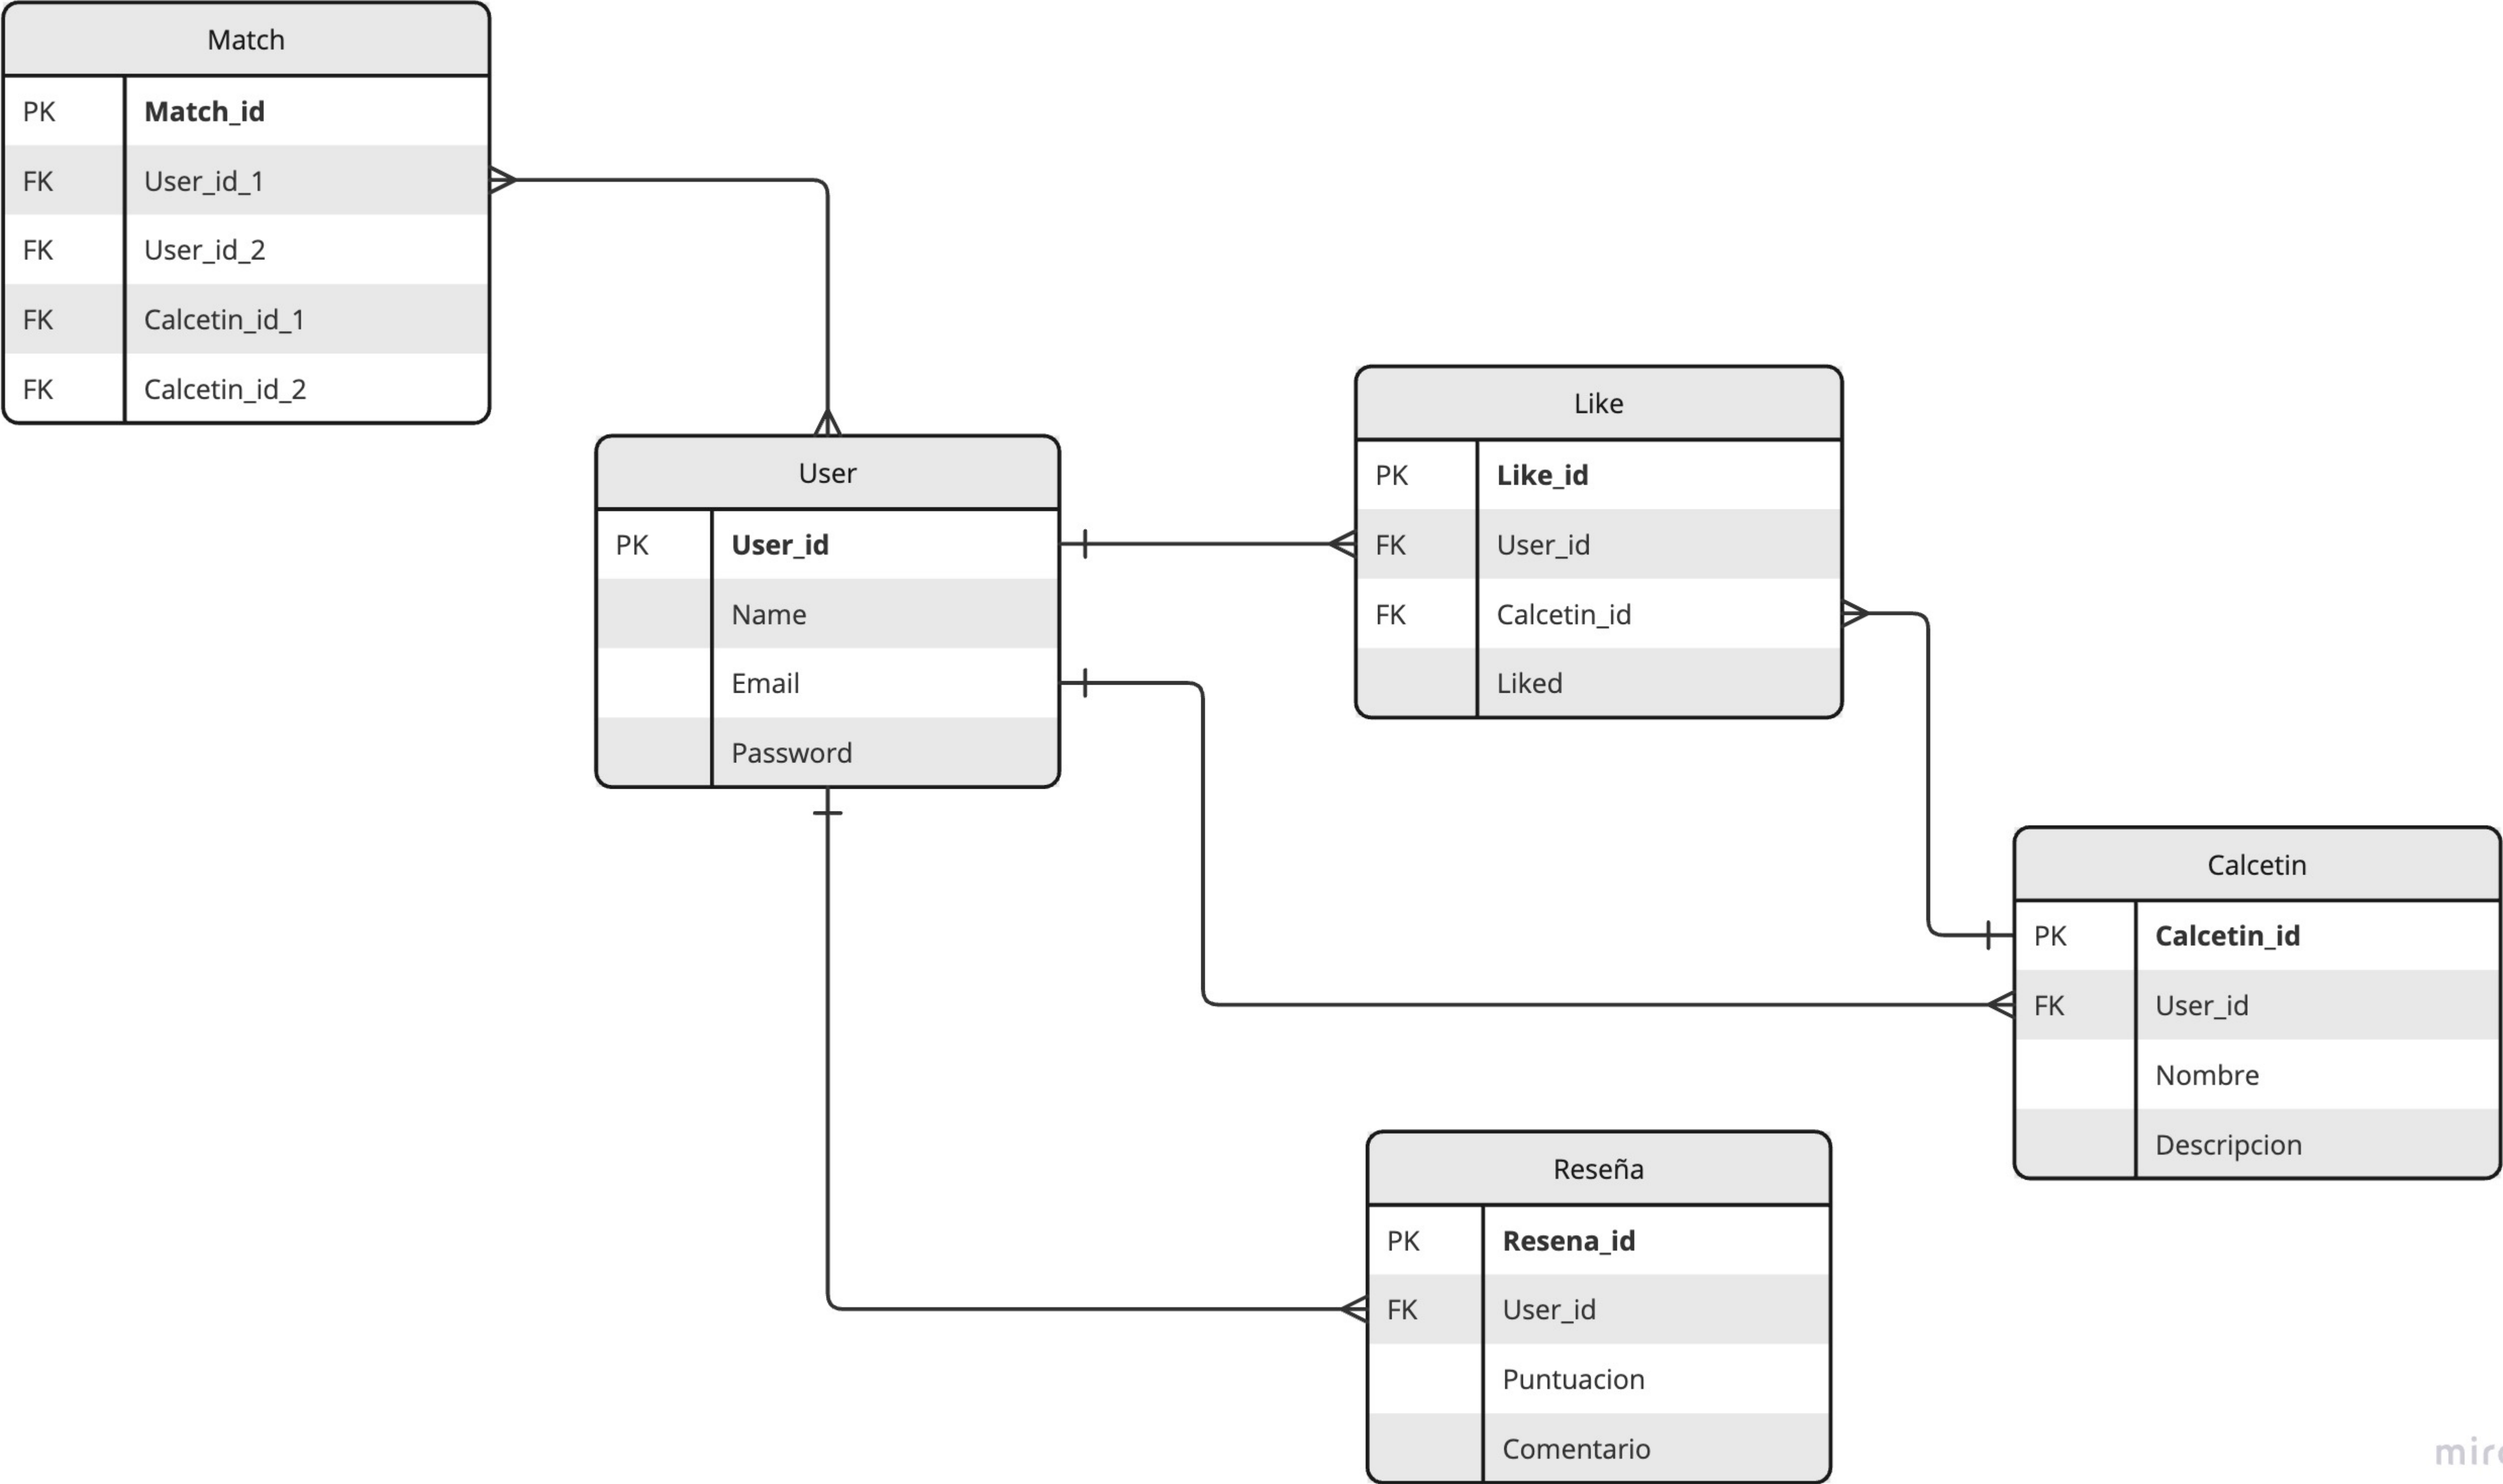 Match
PK Match_id
FK User_id_1
FK User_id_2
FK Calcetin_id_1
FK Calcetin_id_2
User
PK User_id
Name
Email
Password
Like
PK Like_id
FK User_id
FK Calcetin_id
Liked
Calcetin
PK Calcetin_id
FK User_id
Nombre
Descripcion
Reseña
PK Resena_id
FK User_id
Puntuacion
Comentario